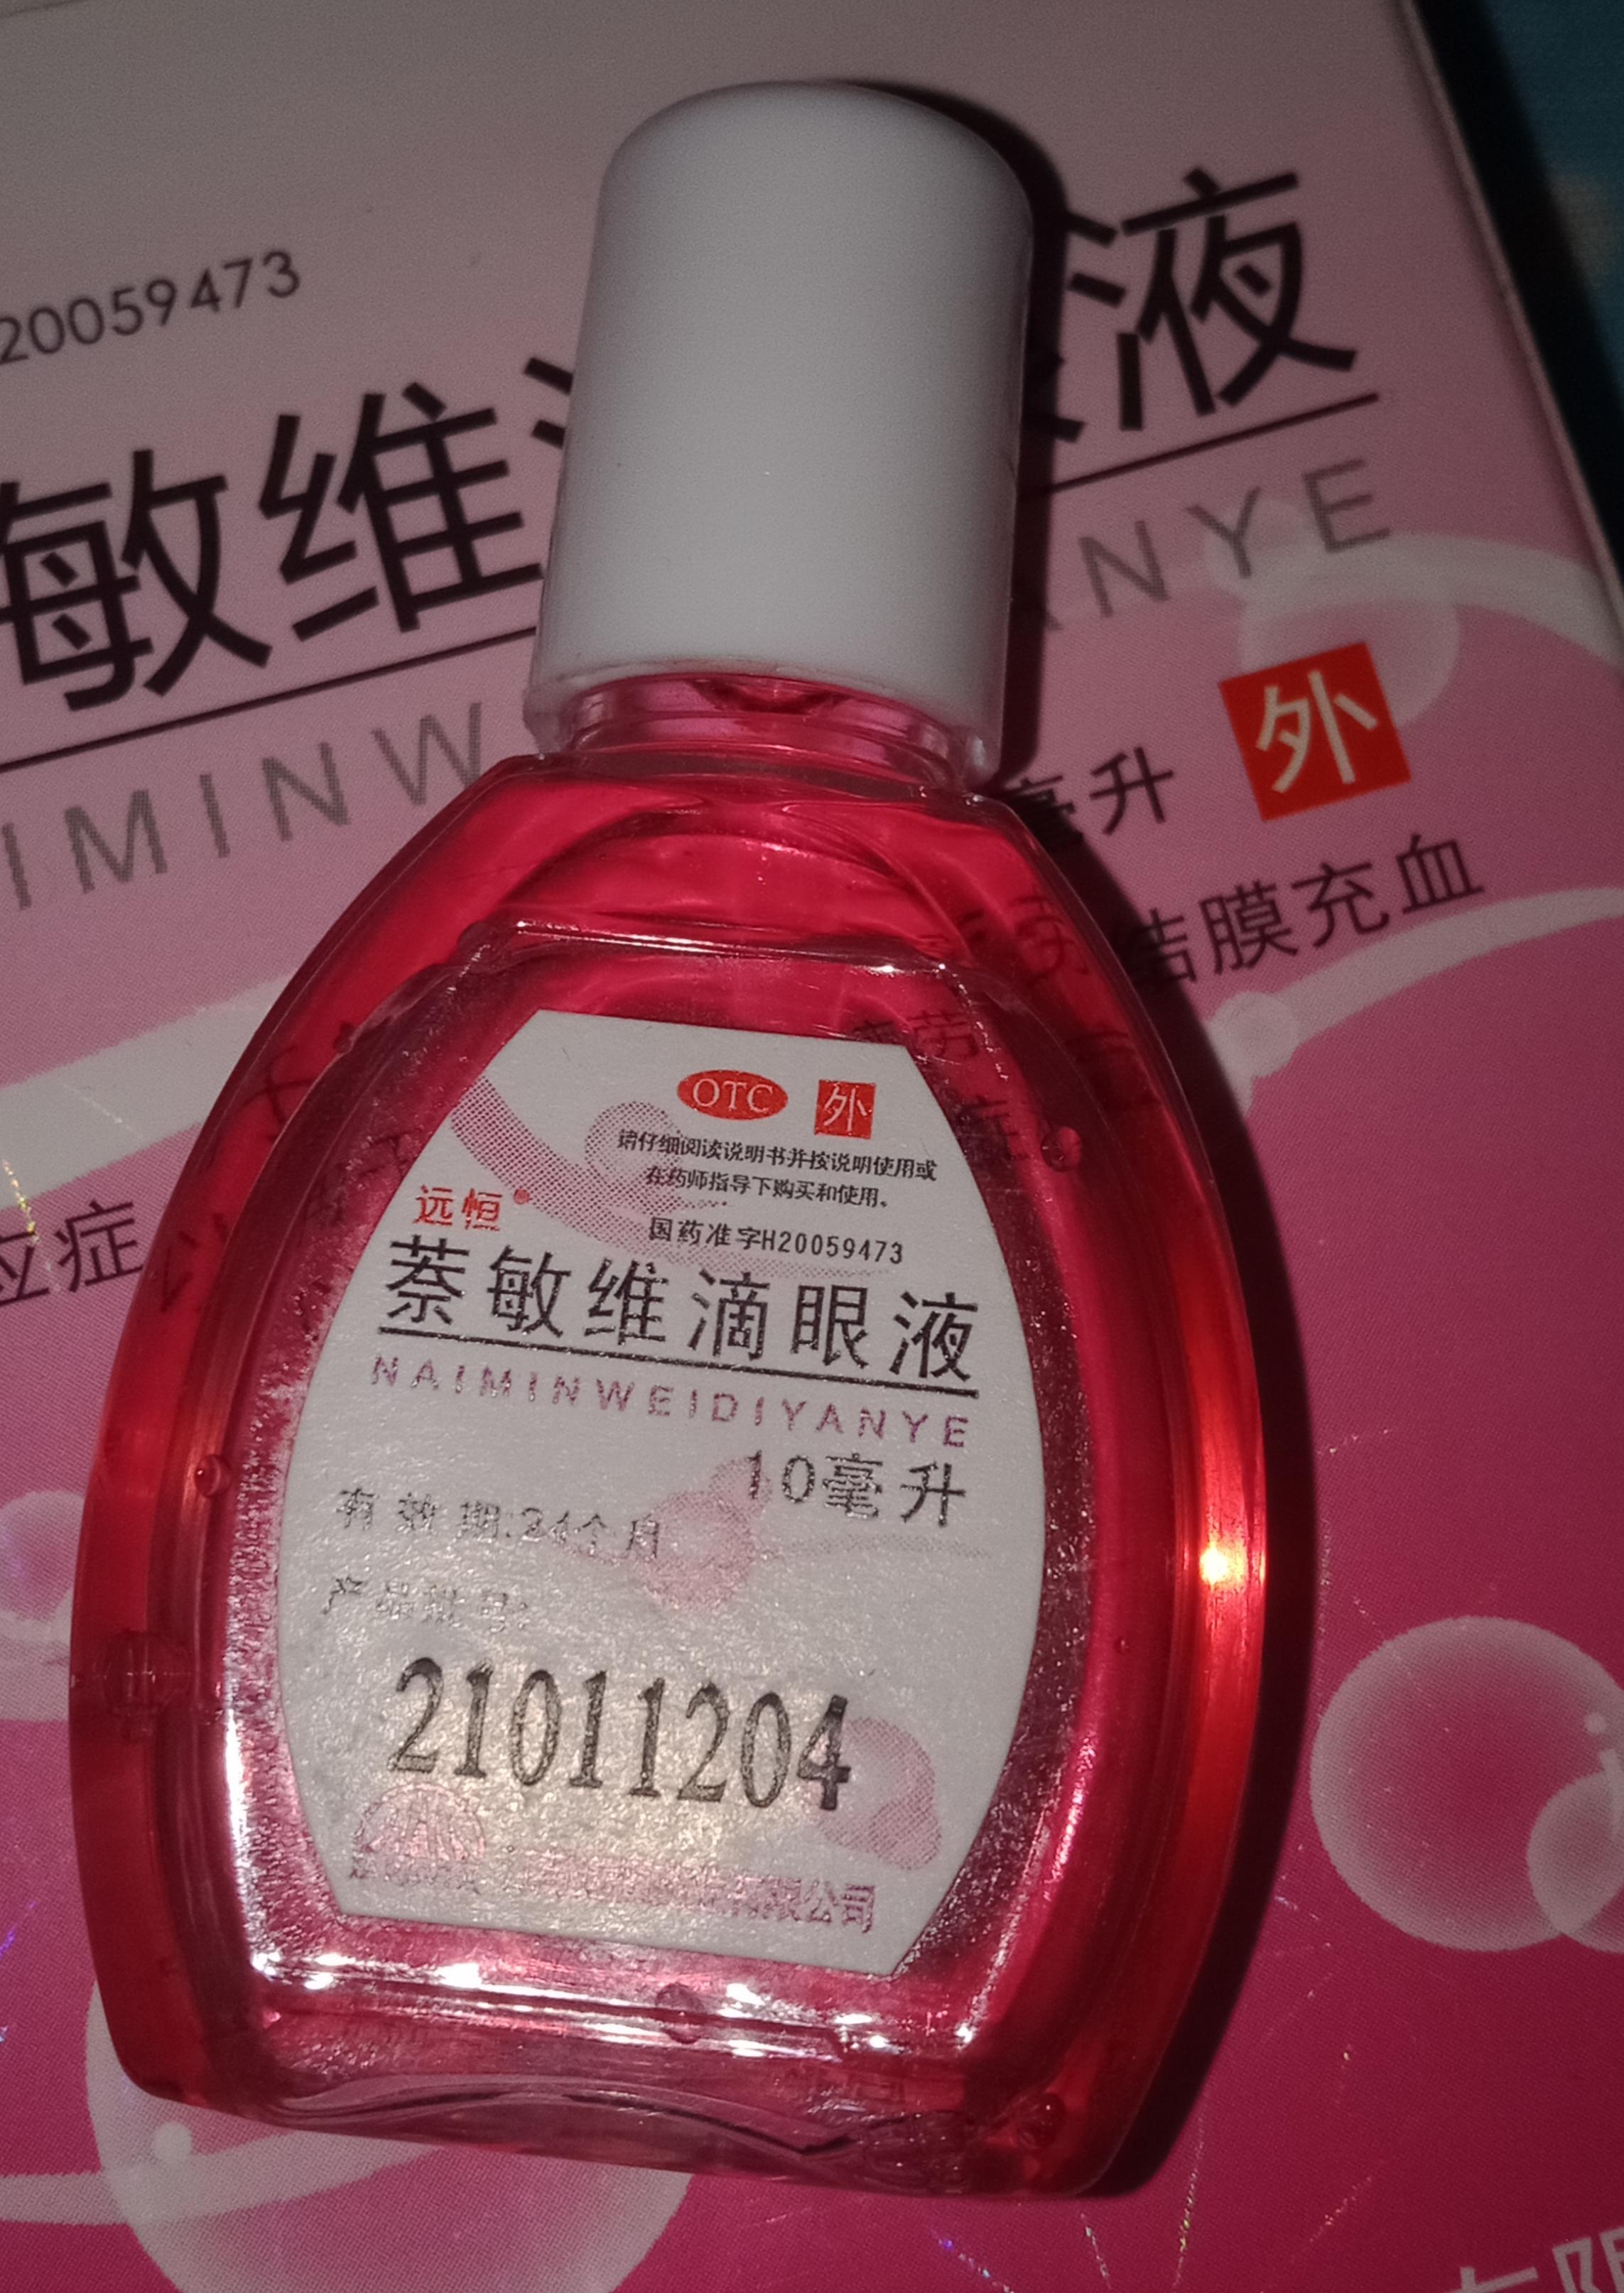 20059473
敏维 液
IMINW ANYE
毫升 外
结膜充血
应症
OTC 外
请仔细阅读说明书并按说明使用或
在药师指导下购买和使用。
远恒®
国药准字H20059473
萘敏维滴眼液
NAIMINWEIDIYANYE
10毫升
有效期:24个月
产品批号:
21011204
有限公司